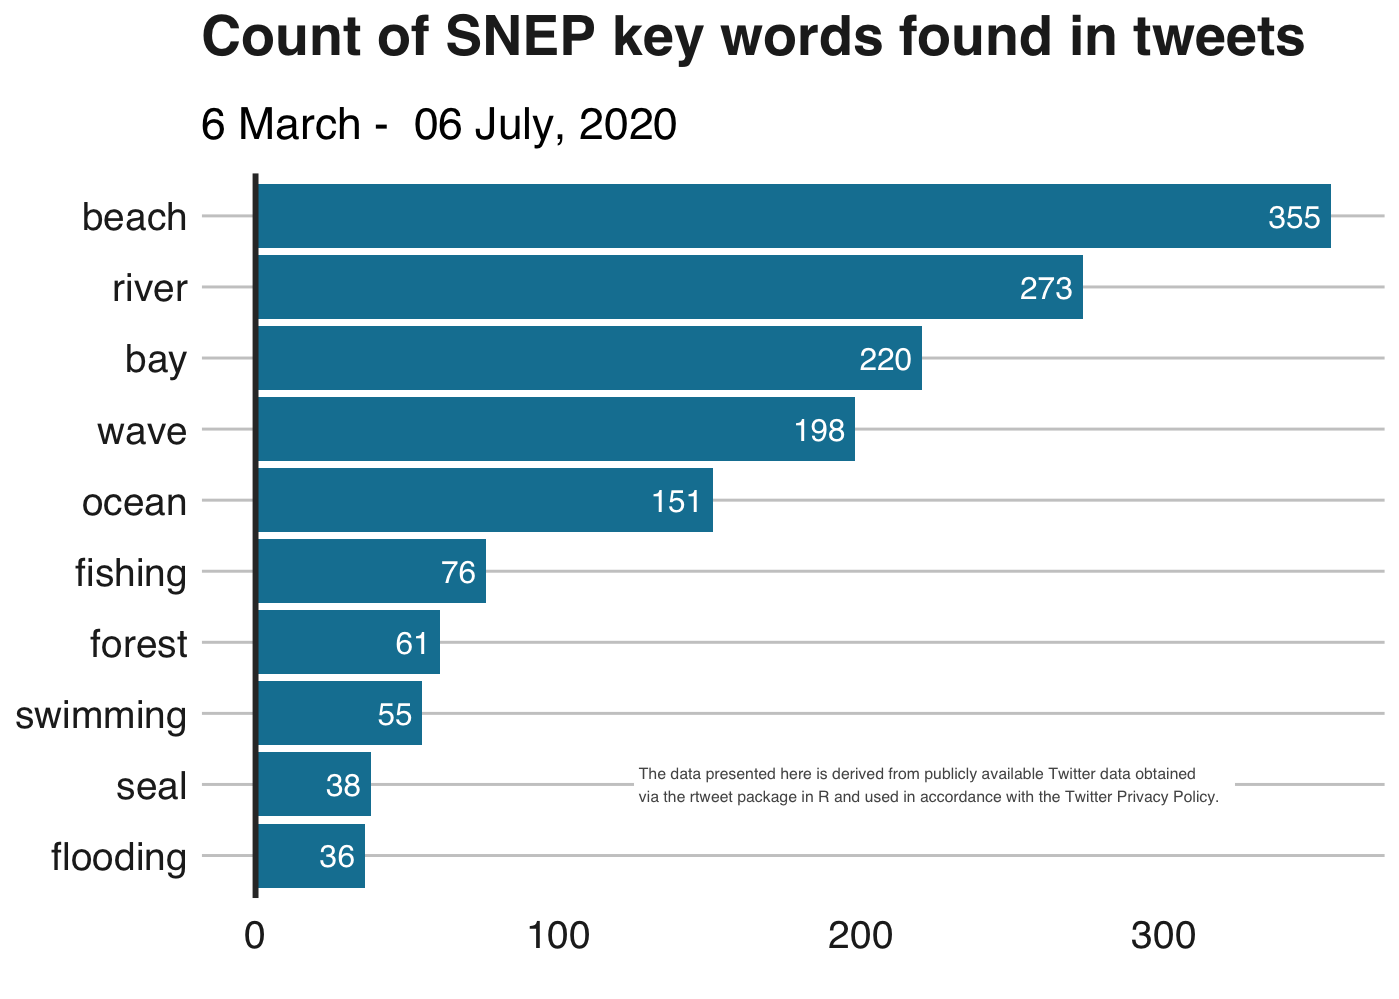 Count of SNEP key words found in tweets
6 March -  06 July, 2020
beach 355
river 273
bay 220
wave 198
ocean 151
fishing 76
forest 61
swimming 55
seal 38
The data presented here is derived from publicly available Twitter data obtained
via the rtweet package in R and used in accordance with the Twitter Privacy Policy.
flooding 36
0 100 200 300